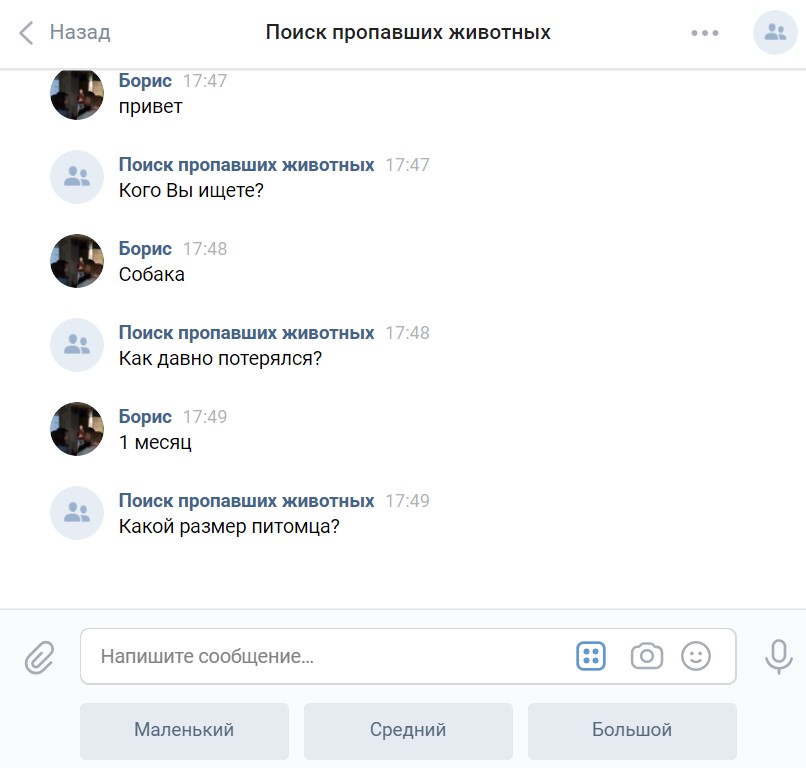 Назад Поиск пропавших животных
Борис 17:47
привет
Поиск пропавших животных 17:47
Кого Вы ищете?
Борис 17:48
Собака
Поиск пропавших животных 17:48
Как давно потерялся?
Борис 17:49
1 месяц
Поиск пропавших животных 17:49
Какой размер питомца?
Напишите сообщение...
Маленький Средний Большой